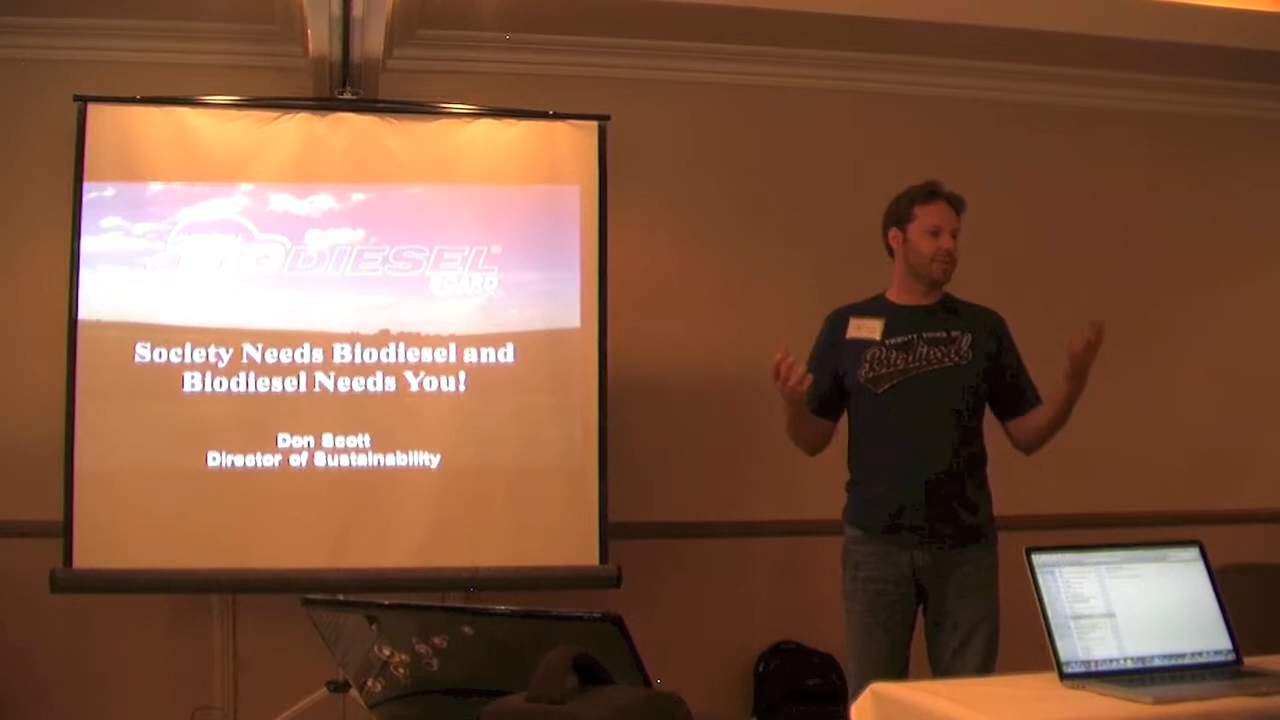 BIODIESEL
BOARD
Society Needs Biodiesel and
Biodiesel Needs You!
Don Scott
Director of Sustainability
Biodiesel